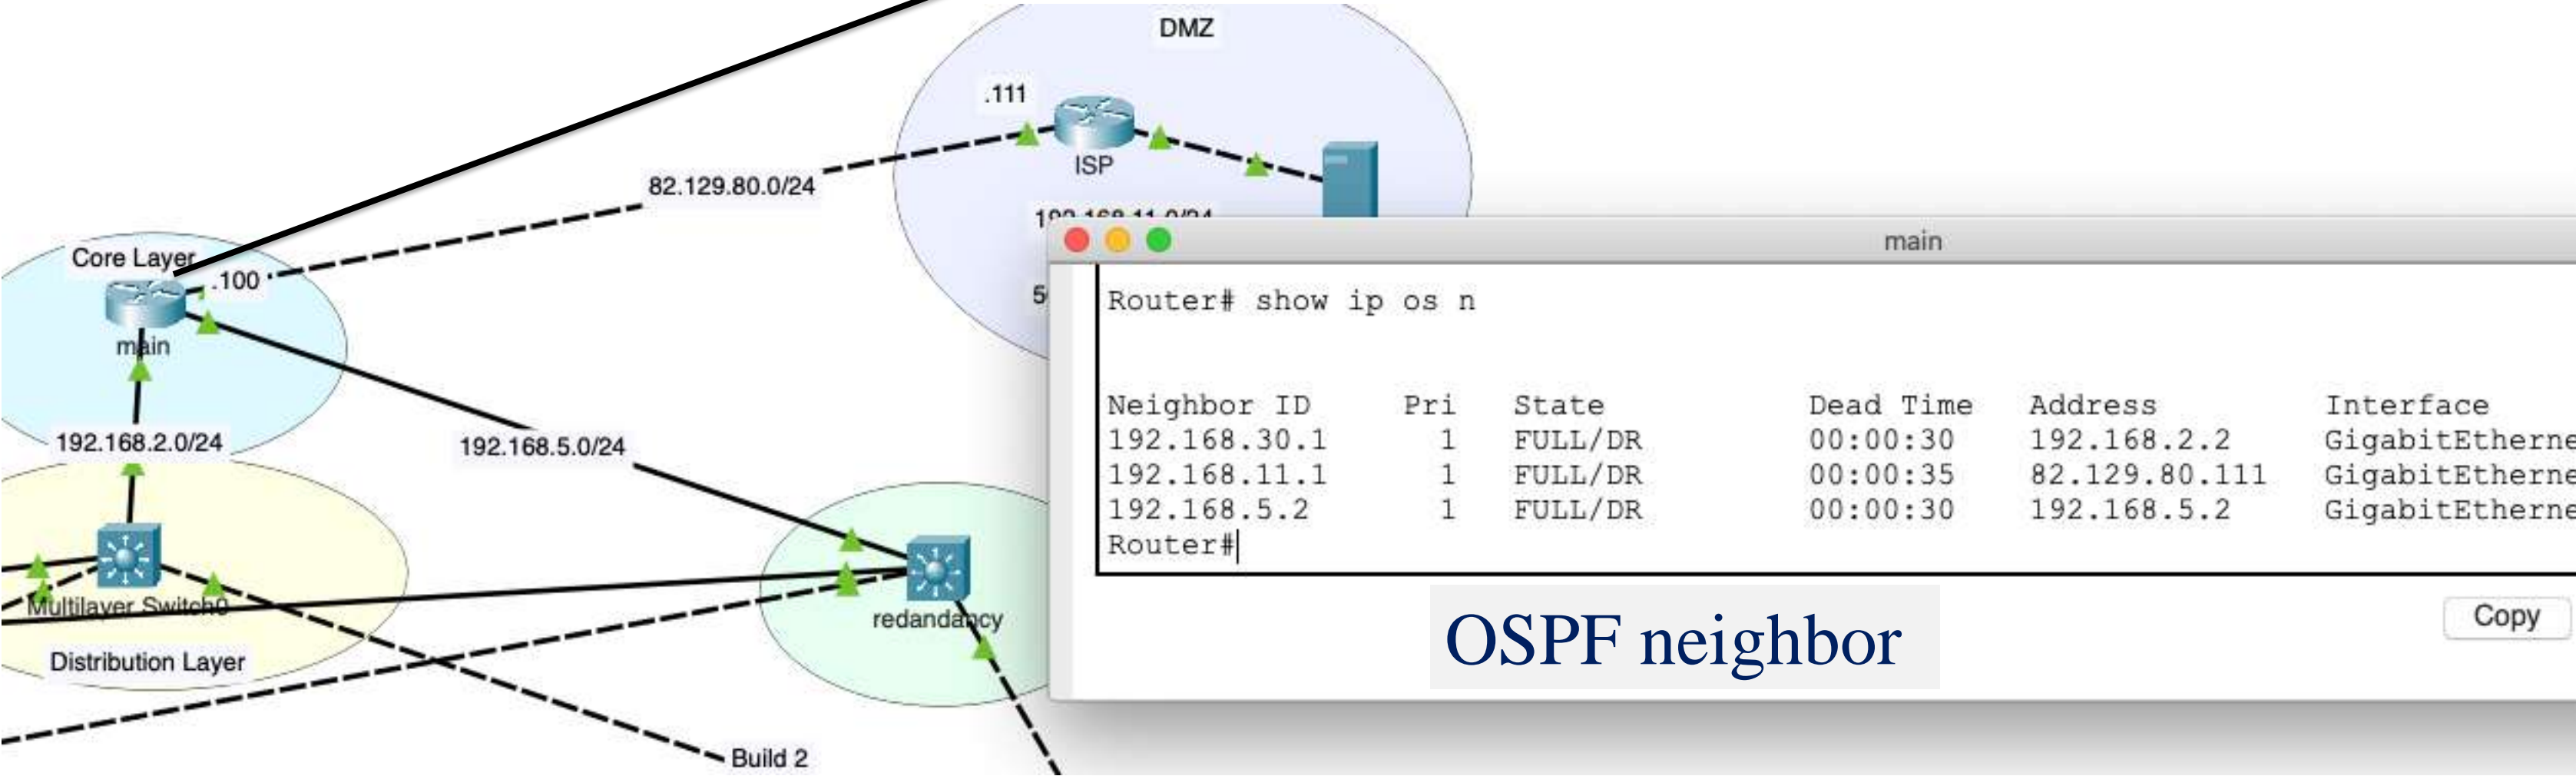 DMZ
.111
ISP
82.129.80.0/24
Core Layer
.100
main
192.168.2.0/24
192.168.5.0/24
Multilayer Switch0
Distribution Layer
redandancy
Build 2
main
Router# show ip os n
Neighbor ID Pri State Dead Time Address Interface
192.168.30.1 1 FULL/DR 00:00:30 192.168.2.2 GigabitEtherne
192.168.11.1 1 FULL/DR 00:00:35 82.129.80.111 GigabitEtherne
192.168.5.2 1 FULL/DR 00:00:30 192.168.5.2 GigabitEtherne
Router#
Copy
OSPF neighbor